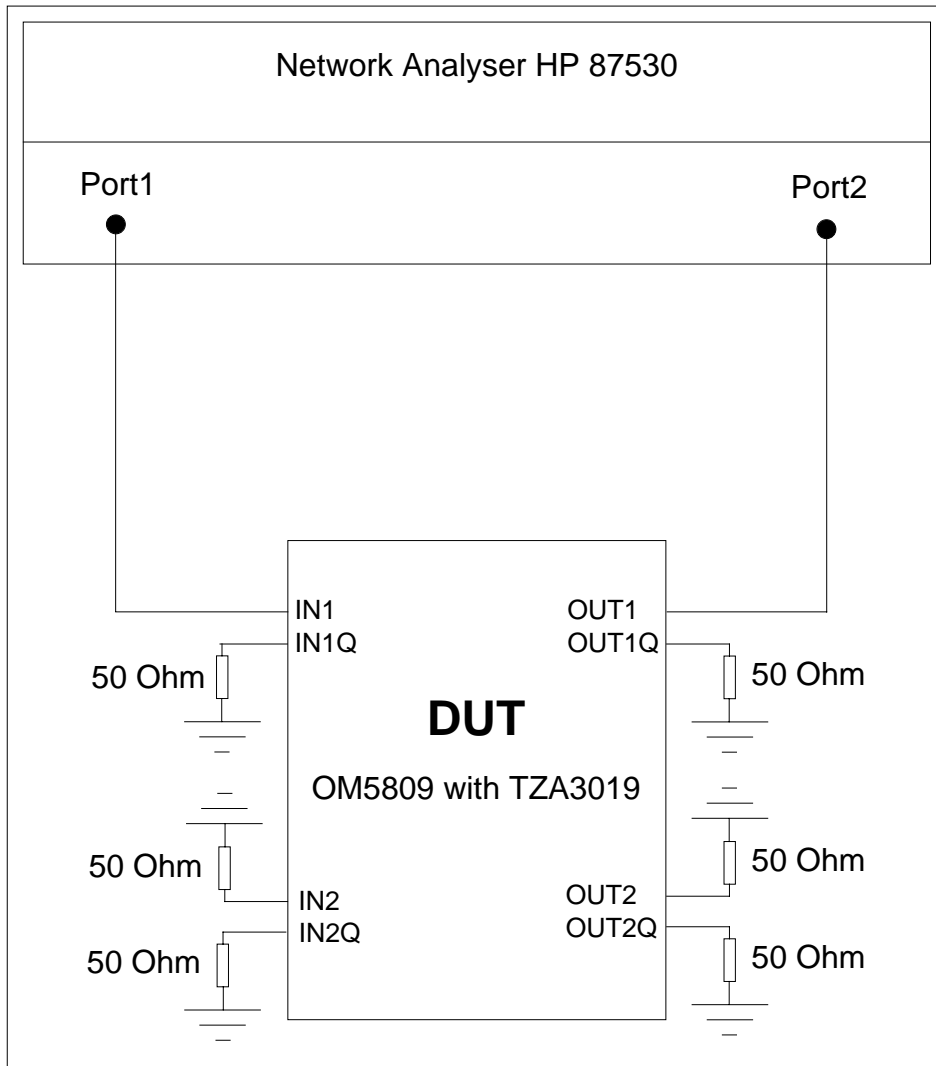 Network Analyser HP 87530
Port1
Port2
IN1
OUT1
IN1Q
OUT1Q
50 Ohm
50 Ohm
DUT
OM5809 with TZA3019
50 Ohm
50 Ohm
IN2
OUT2
IN2Q
OUT2Q
50 Ohm
50 Ohm